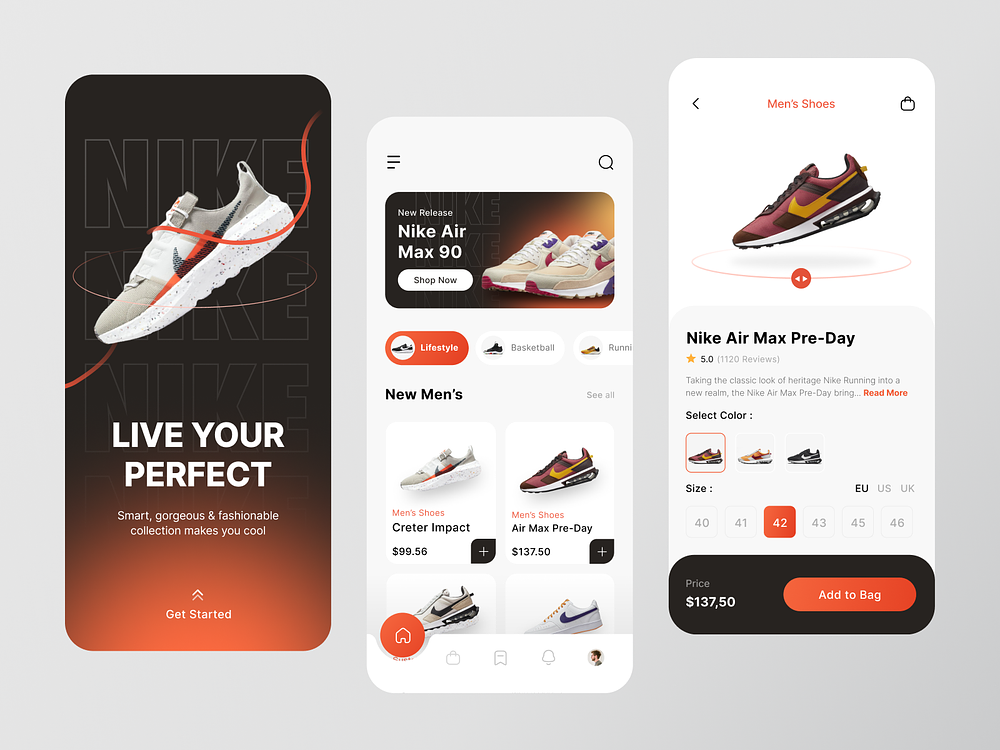 NIKE
NIKE
NIKE
LIVE YOUR
PERFECT
Smart, gorgeous & fashionable
collection makes you cool
Get Started
New Release
Nike Air
Max 90
Shop Now
NIKE
Lifestyle
Basketball
Runni
New Men's
See all
Men's Shoes
Creter Impact
$99.56
Men's Shoes
Air Max Pre-Day
$137.50
Men's Shoes
Nike Air Max Pre-Day
5.0 (1120 Reviews)
Taking the classic look of heritage Nike Running into a
new realm, the Nike Air Max Pre-Day bring... Read More
Select Color :
Size :
EU US UK
40 41 42 43 45 46
Price
$137,50
Add to Bag